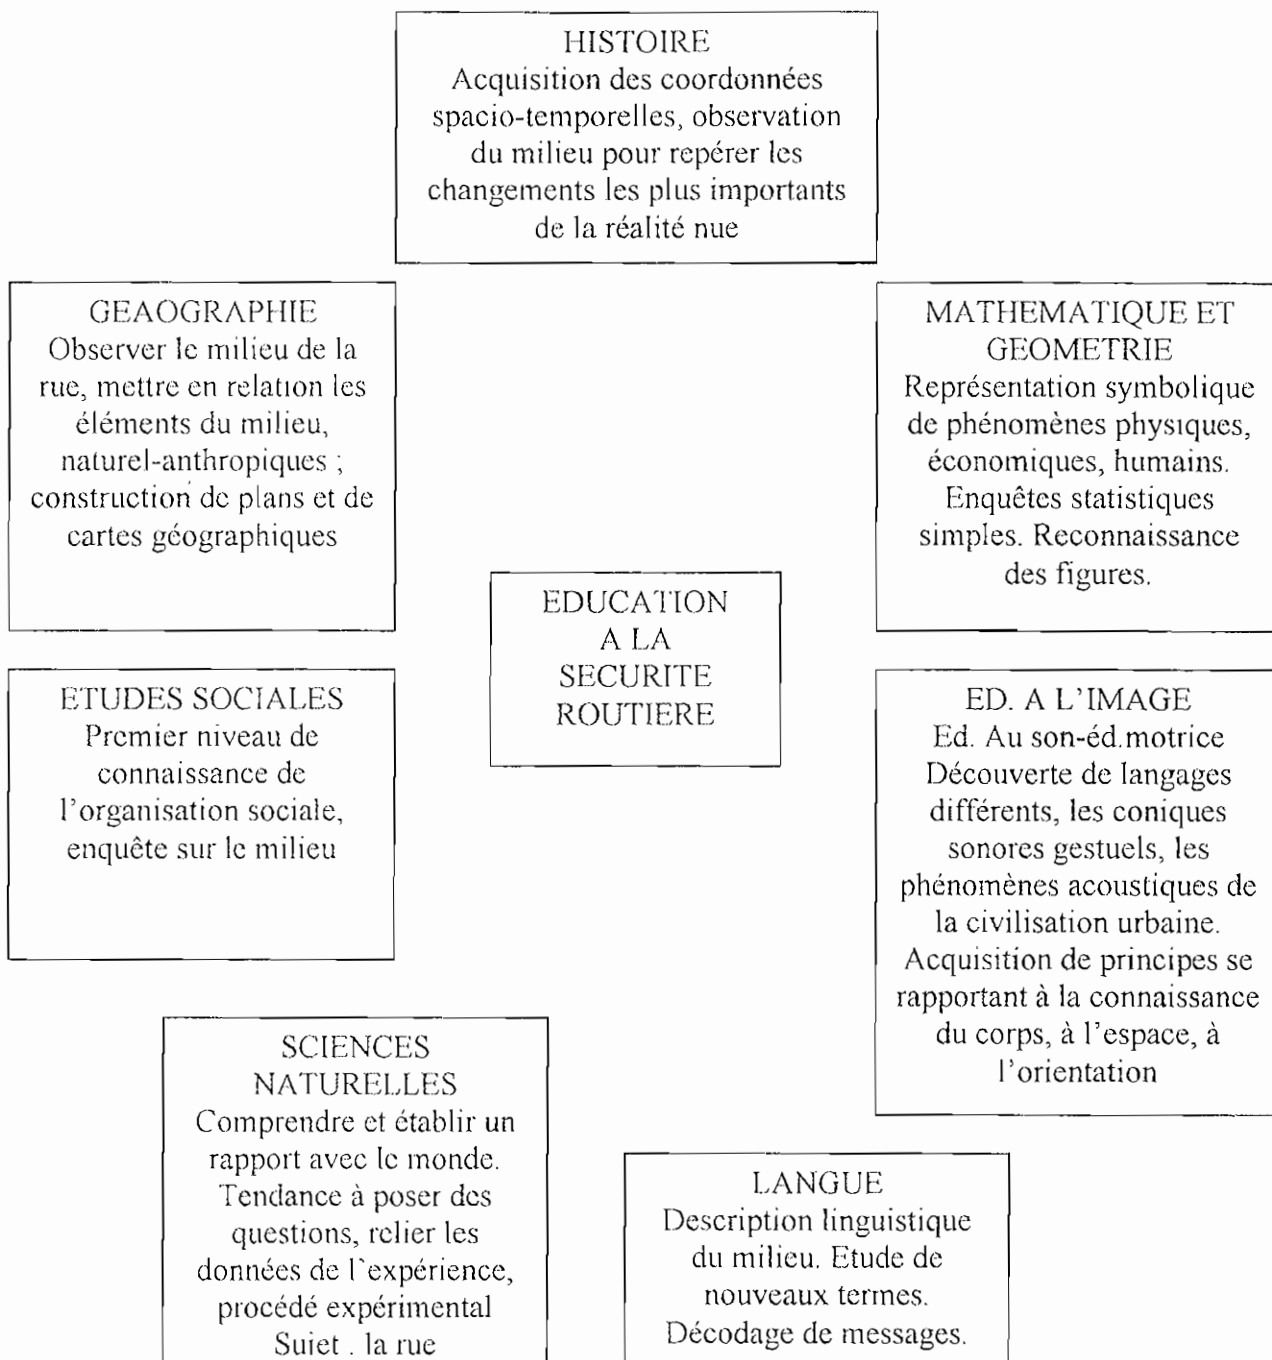 HISTOIRE
Acquisition des coordonnées
spacio-temporelles, observation
du milieu pour repérer les
changements les plus importants
de la réalité nue
GEAOGRAPHIE
Observer le milieu de la
rue, mettre en relation les
éléments du milieu,
naturel-anthropiques ;
construction de plans et de
cartes géographiques
MATHEMATIQUE ET
GEOMETRIE
Représentation symbolique
de phénomènes physiques,
économiques, humains.
Enquêtes statistiques
simples. Reconnaissance
des figures.
EDUCATION
A LA
SECURITE
ROUTIERE
ETUDES SOCIALES
Premier niveau de
connaissance de
l'organisation sociale,
enquête sur le milieu
ED. A L'IMAGE
Ed. Au son-éd.motrice
Découverte de langages
différents, les coniques
sonores gestuels, les
phénomènes acoustiques de
la civilisation urbaine.
Acquisition de principes se
rapportant à la connaissance
du corps, à l'espace, à
l'orientation
SCIENCES
NATURELLES
Comprendre et établir un
rapport avec le monde.
Tendance à poser des
questions, relier les
données de l'expérience,
procédé expérimental
Sujet . la rue
LANGUE
Description linguistique
du milieu. Etude de
nouveaux termes.
Décodage de messages.